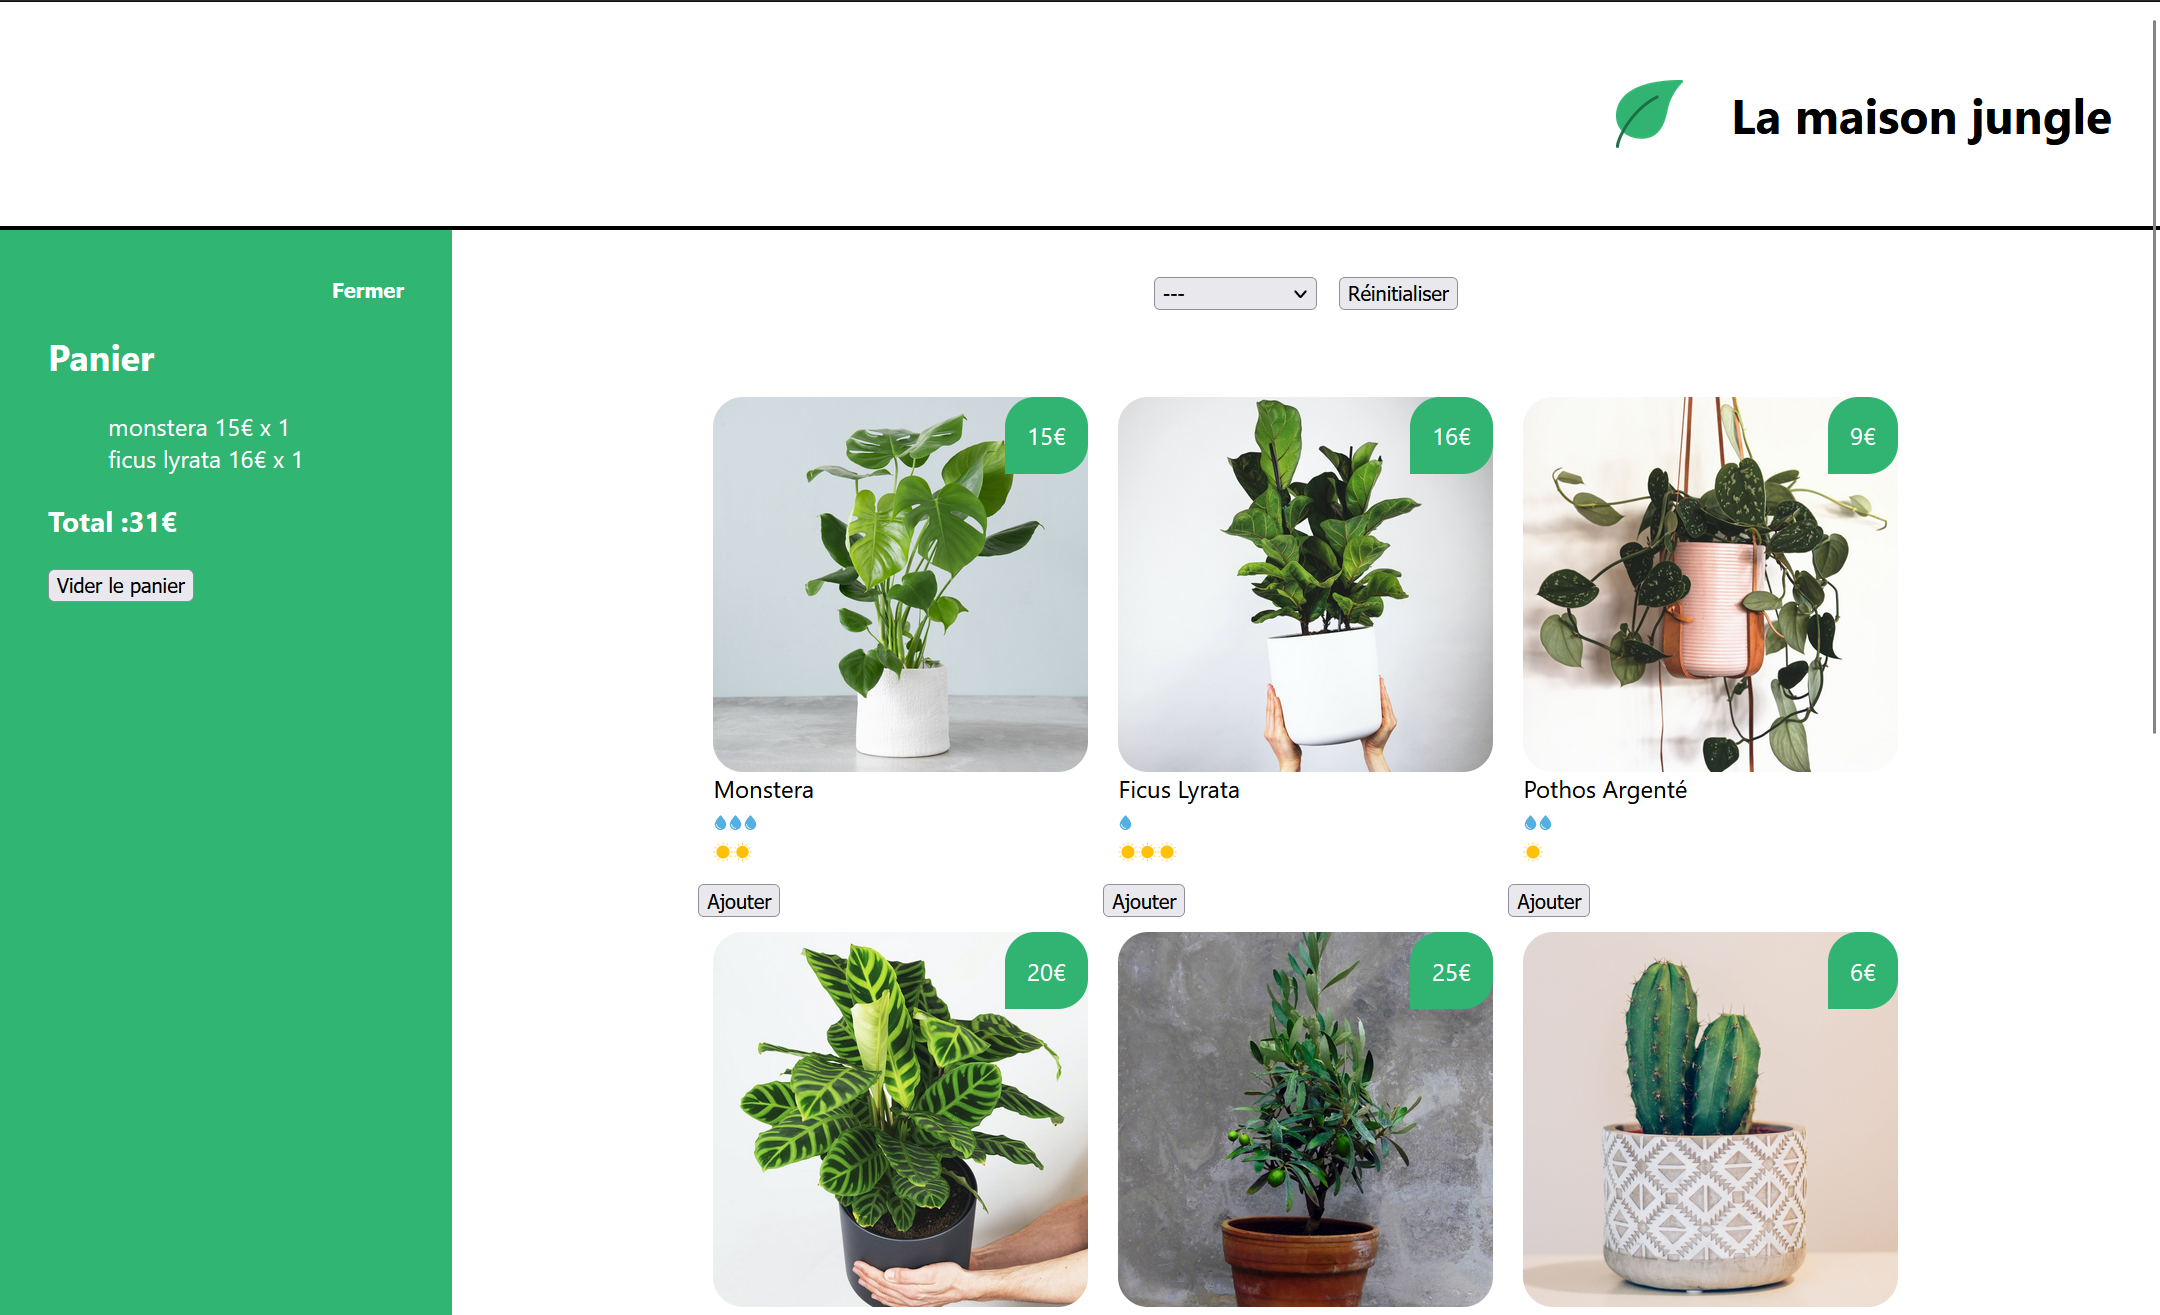 La maison jungle
Fermer
Panier
monstera 15€ x 1
ficus lyrata 16€ x 1
Total :31€
Vider le panier
---
Réinitialiser
15€
16€
9€
Monstera
Ficus Lyrata
Pothos Argenté
Ajouter
Ajouter
Ajouter
20€
25€
6€